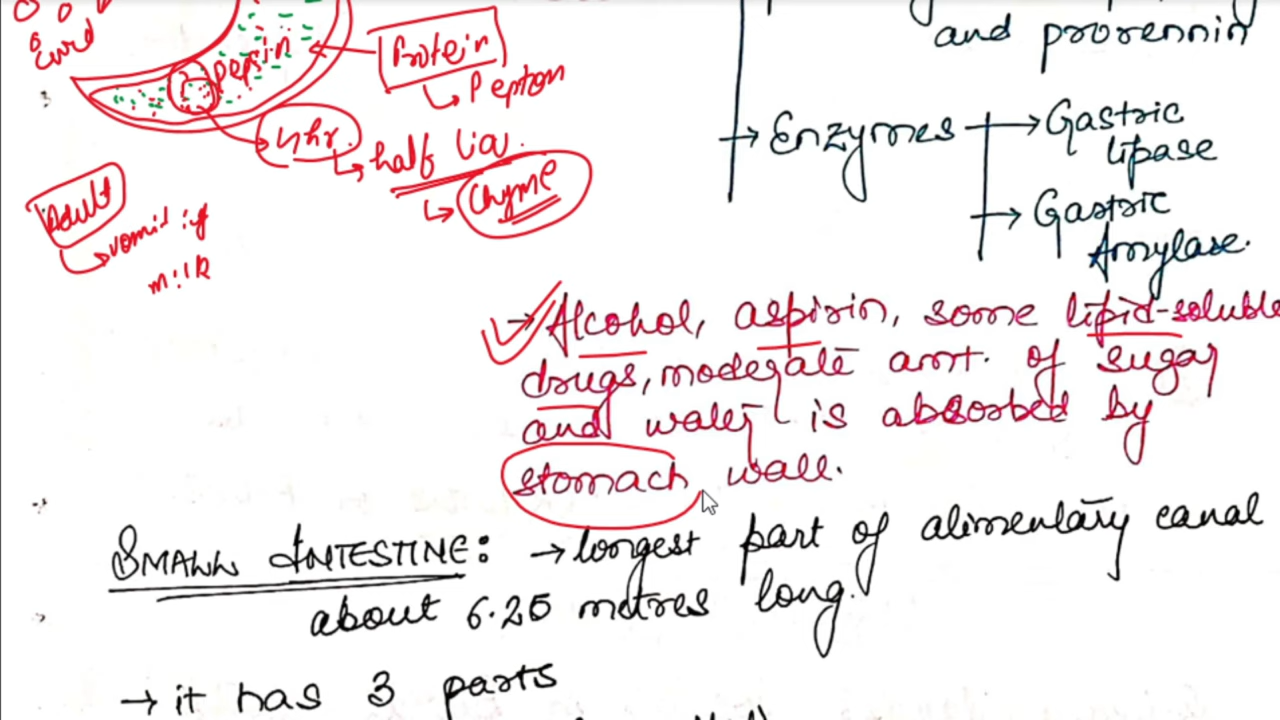 curd
pepsin
Protein
↳ Pepton
4hr.
↳ half liq.
↳ Chyme
Adult
↳ vomit if
milk
and prorennin
→ Enzymes → Gastric
lipase
→ Gastric
Amylase.
→ Alcohol, aspirin, some lipid-soluble
drugs, moderate amt. of sugar
and water is absorbed by
stomach wall.
SMALL INTESTINE: → longest part of alimentary canal
about 6.25 metres long.
→ it has 3 parts